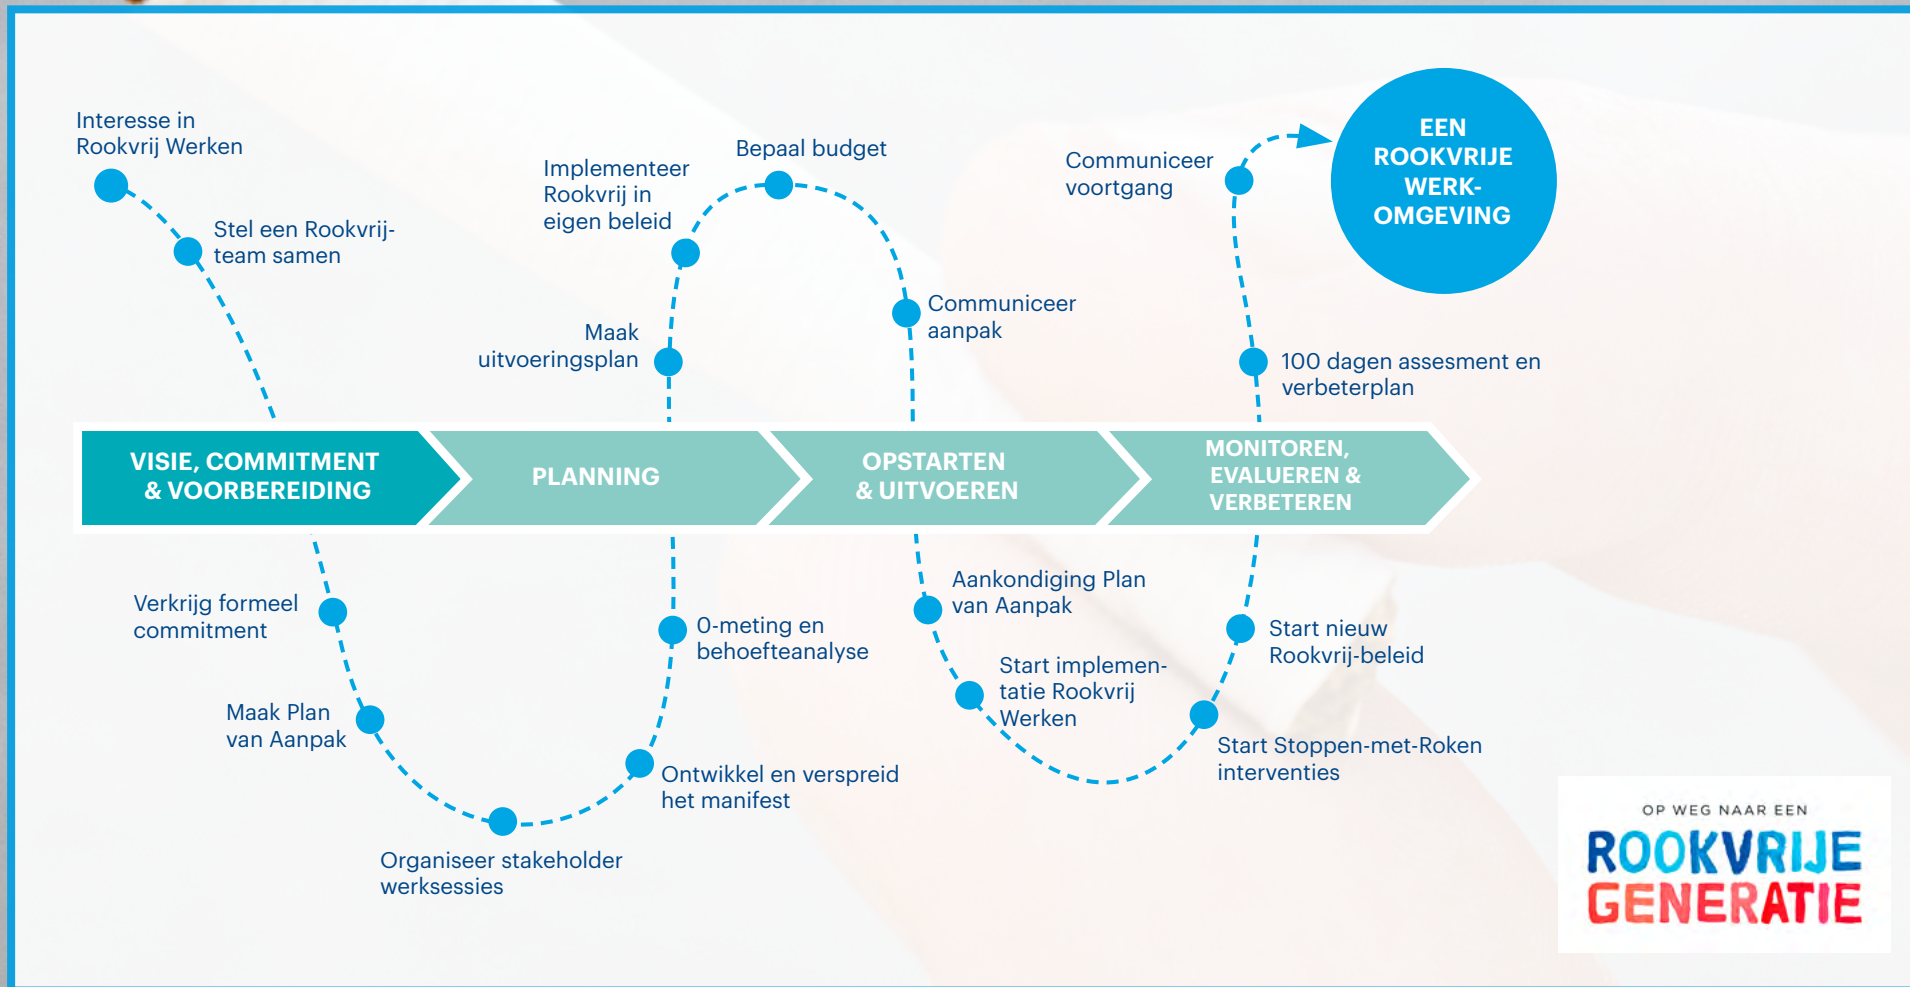 Interesse in
Rookvrij Werken
Stel een Rookvrij-
team samen
Verkrijg formeel
commitment
Maak Plan
van Aanpak
Organiseer stakeholder
werksessies
Ontwikkel en verspreid
het manifest
0-meting en
behoefteanalyse
Maak
uitvoeringsplan
Implementeer
Rookvrij in
eigen beleid
Bepaal budget
Communiceer
aanpak
Aankondiging Plan
van Aanpak
Start implemen-
tatie Rookvrij
Werken
Start Stoppen-met-Roken
interventies
Start nieuw
Rookvrij-beleid
100 dagen assesment en
verbeterplan
Communiceer
voortgang
EEN
ROOKVRIJE
WERK-
OMGEVING
VISIE, COMMITMENT
& VOORBEREIDING
PLANNING
OPSTARTEN
& UITVOEREN
MONITOREN,
EVALUEREN &
VERBETEREN
OP WEG NAAR EEN
ROOKVRIJE
GENERATIE